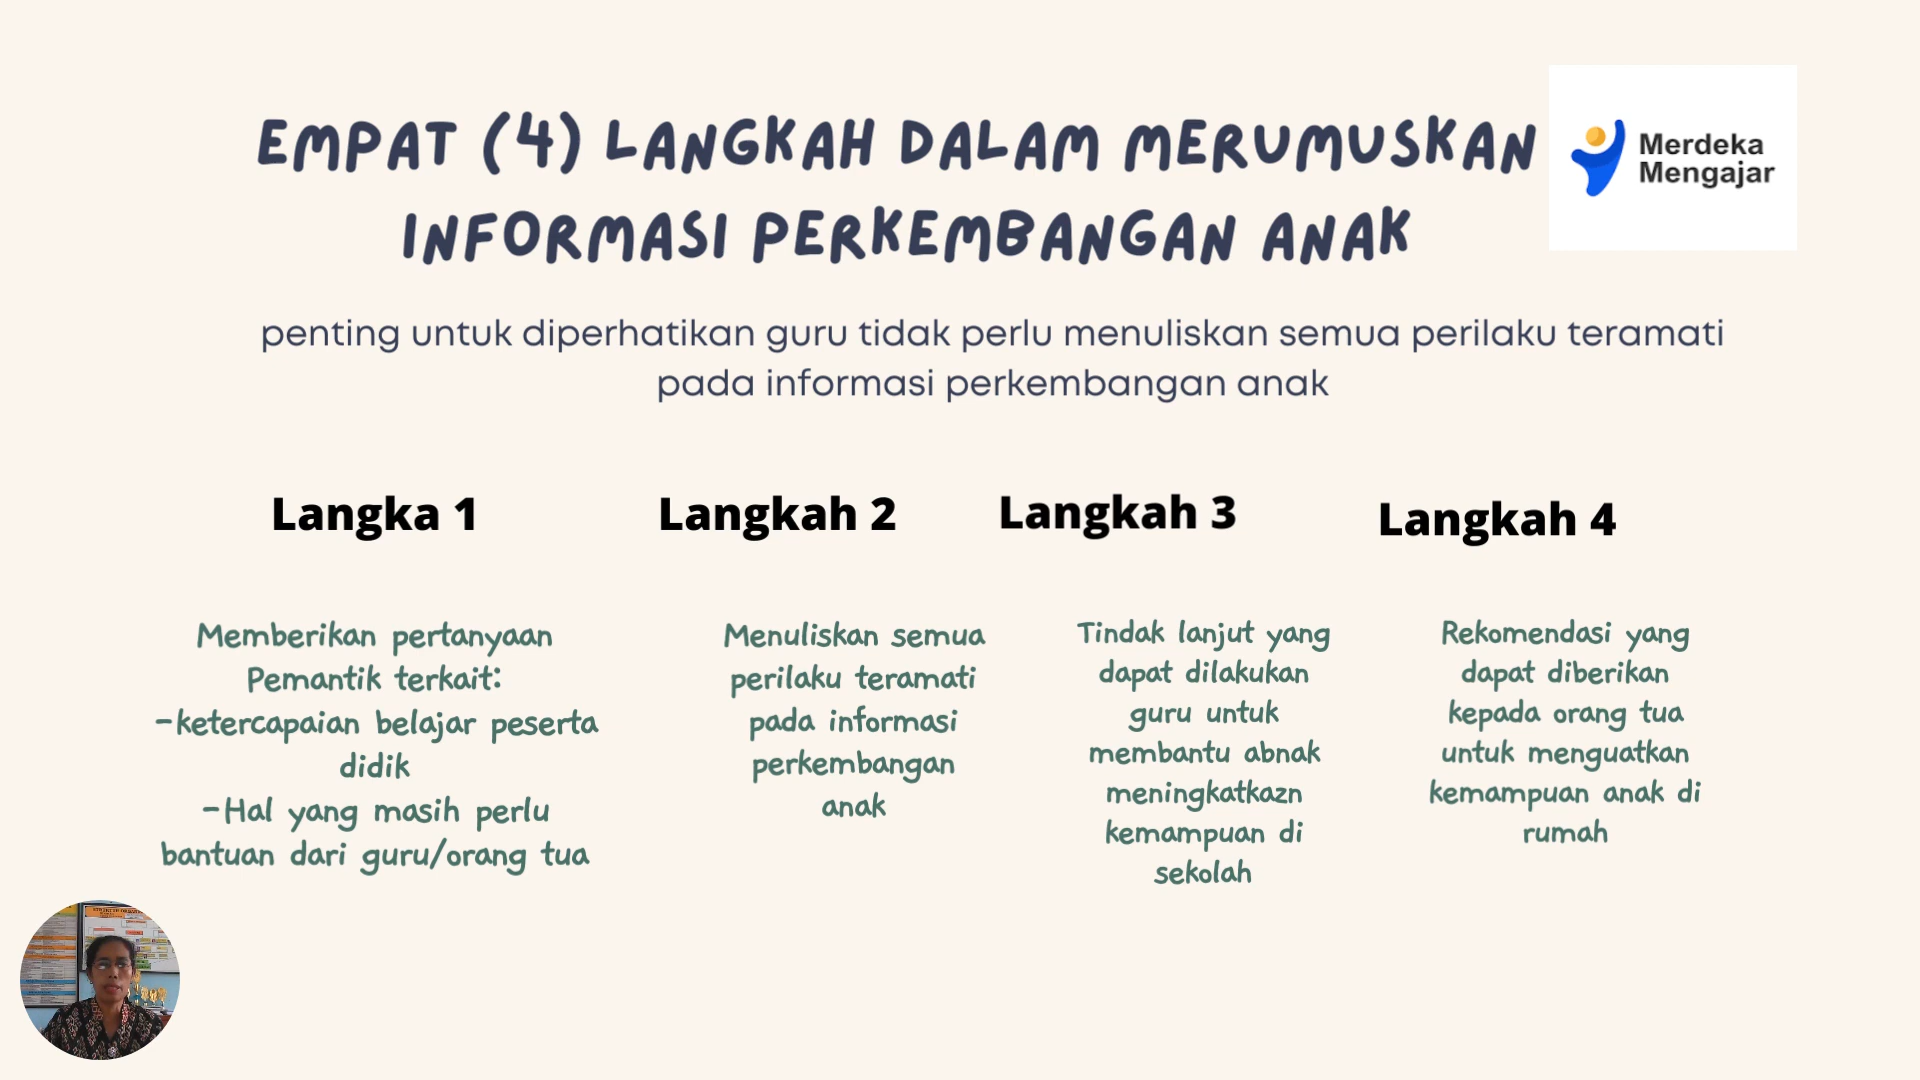 EMPAT (4) LANGKAH DALAM MERUMUSKAN
INFORMASI PERKEMBANGAN ANAK
Merdeka
Mengajar
penting untuk diperhatikan guru tidak perlu menuliskan semua perilaku teramati
pada informasi perkembangan anak
Langka 1
Memberikan pertanyaan
Pemantik terkait:
-ketercapaian belajar peserta
didik
-Hal yang masih perlu
bantuan dari guru/orang tua
Langkah 2
Menuliskan semua
perilaku teramati
pada informasi
perkembangan
anak
Langkah 3
Tindak lanjut yang
dapat dilakukan
guru untuk
membantu abnak
meningkatkazn
kemampuan di
sekolah
Langkah 4
Rekomendasi yang
dapat diberikan
kepada orang tua
untuk menguatkan
kemampuan anak di
rumah